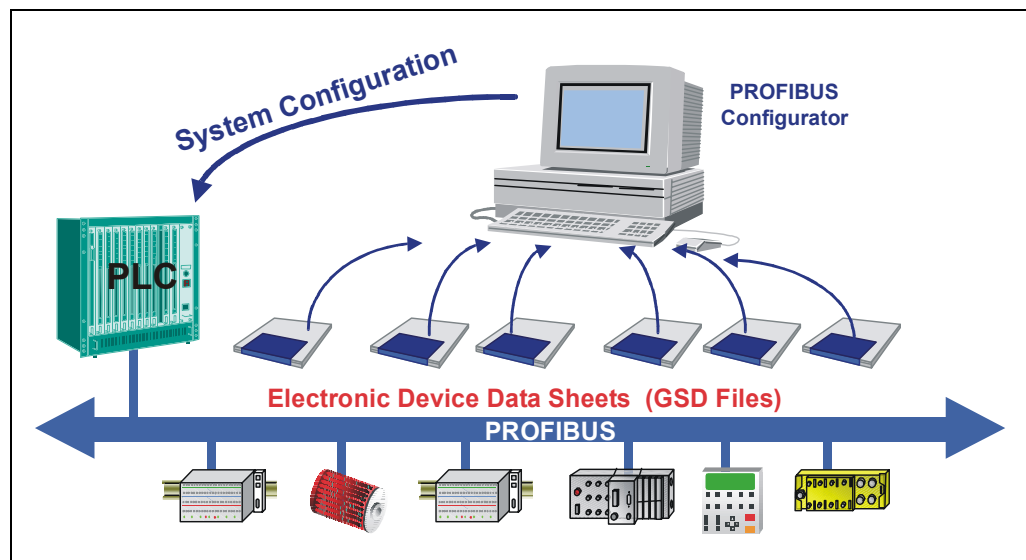 System Configuration
PROFIBUS
Configurator
PLC
Electronic Device Data Sheets (GSD Files)
PROFIBUS